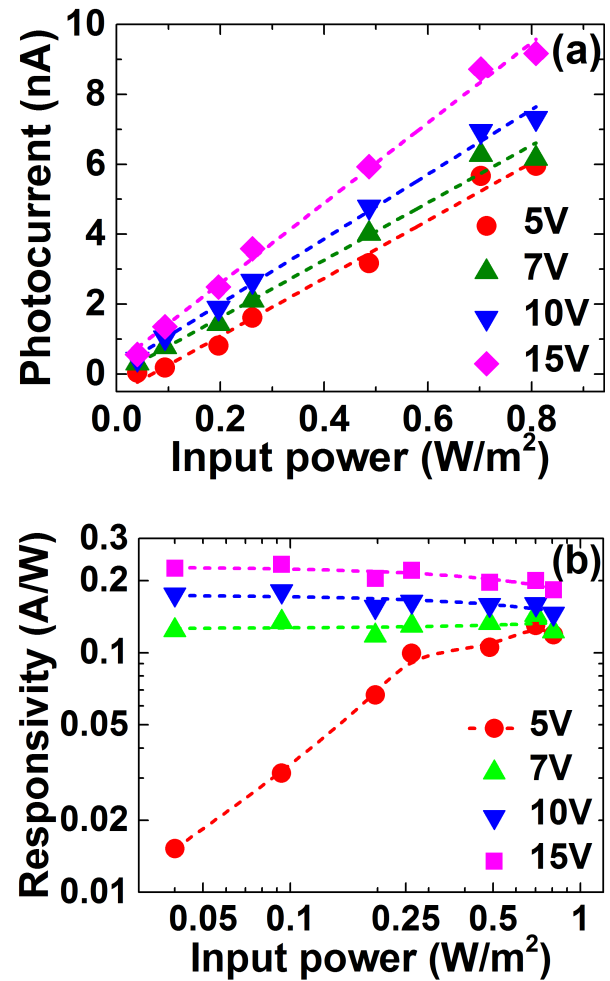 10
(a)
8
6
4
2
0
Photocurrent (nA)
5V
7V
10V
15V
0.0
0.2
0.4
0.6
0.8
Input power (W/m²)
0.3
(b)
0.2
0.1
0.05
0.02
0.01
Responsivity (A/W)
5V
7V
10V
15V
0.05
0.1
0.25
0.5
1
Input power (W/m²)